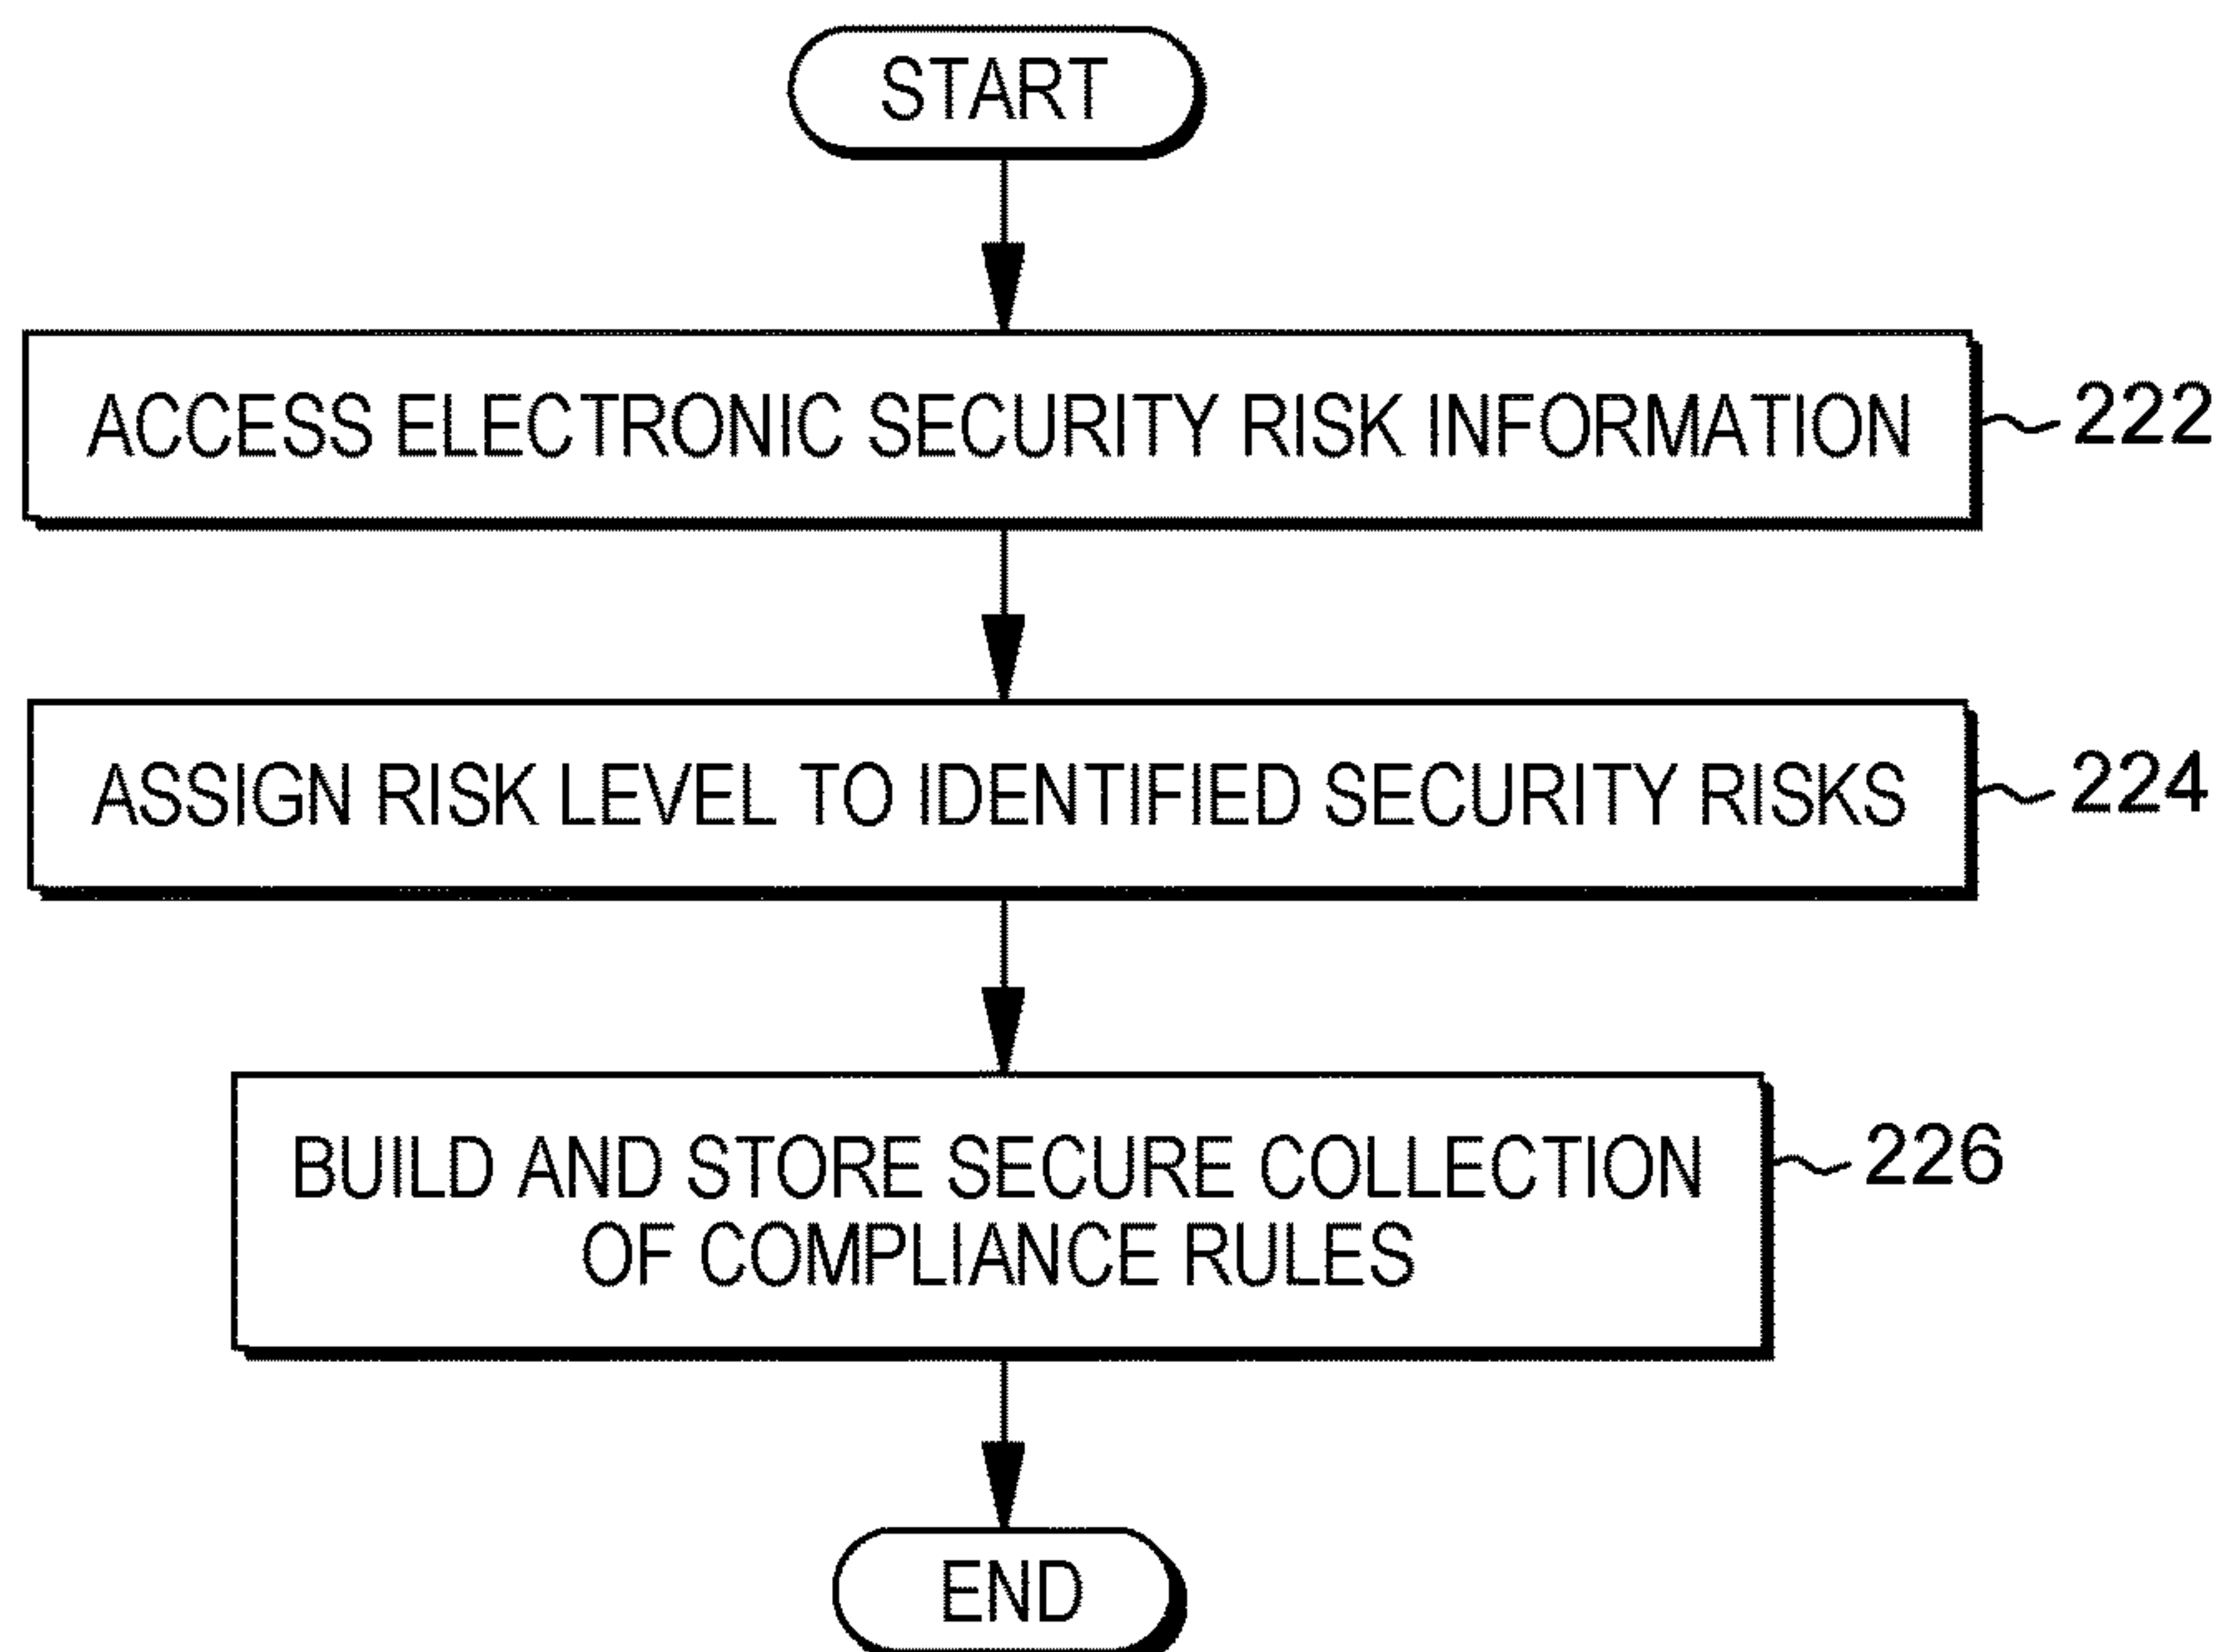 START
ACCESS ELECTRONIC SECURITY RISK INFORMATION
222
ASSIGN RISK LEVEL TO IDENTIFIED SECURITY RISKS
224
BUILD AND STORE SECURE COLLECTION
OF COMPLIANCE RULES
226
END